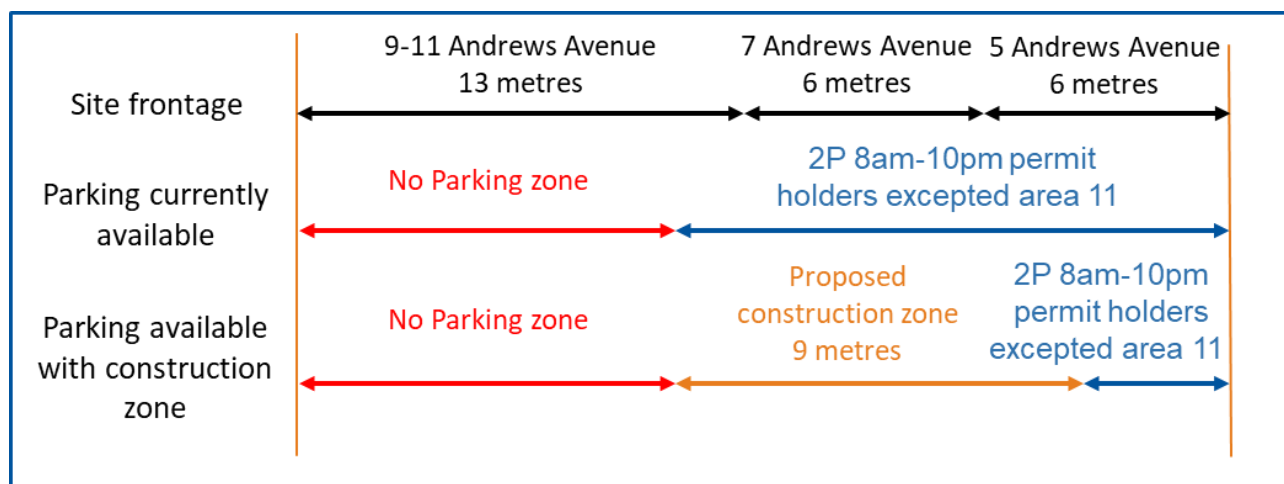 9-11 Andrews Avenue
13 metres
7 Andrews Avenue
6 metres
5 Andrews Avenue
6 metres
Site frontage
Parking currently
available
No Parking zone
2P 8am-10pm permit
holders excepted area 11
Parking available
with construction
zone
No Parking zone
Proposed
construction zone
9 metres
2P 8am-10pm
permit holders
excepted area 11